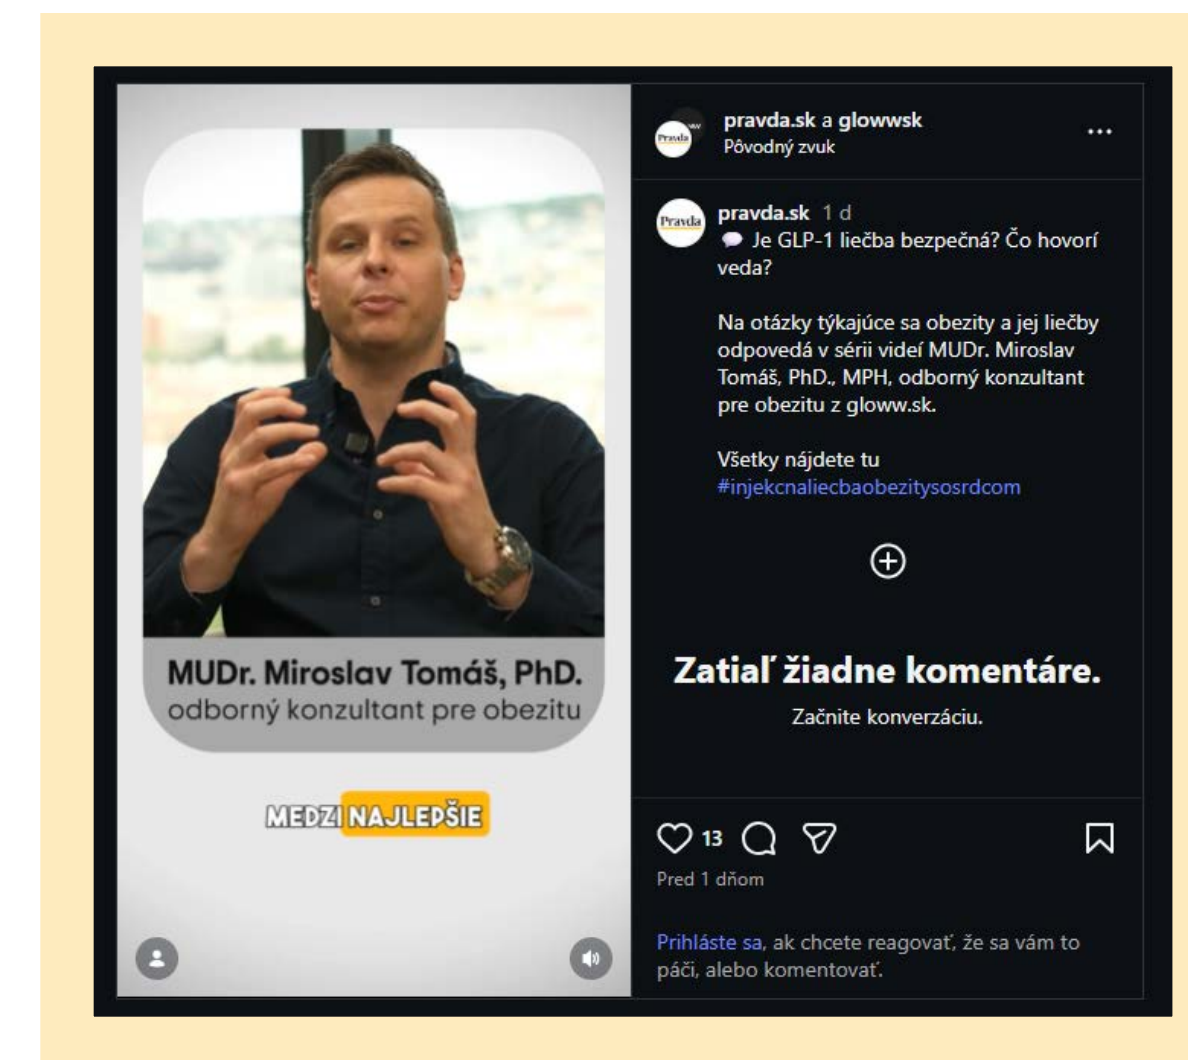 MUDr. Miroslav Tomáš, PhD.
odborný konzultant pre obezitu
MEDZI NAJLEPŠIE
Pravda
pravda.sk a glowwsk
Pôvodný zvuk
Pravda
pravda.sk 1 d
Je GLP-1 liečba bezpečná? Čo hovorí
veda?
Na otázky týkajúce sa obezity a jej liečby
odpovedá v sérii videí MUDr. Miroslav
Tomáš, PhD., MPH, odborný konzultant
pre obezitu z gloww.sk.
Všetky nájdete tu
#injekcnaliecbaobezitysosrdcom
Zatiaľ žiadne komentáre.
Začnite konverzáciu.
13
Pred 1 dňom
Prihláste sa, ak chcete reagovať, že sa vám to
páči, alebo komentovať.